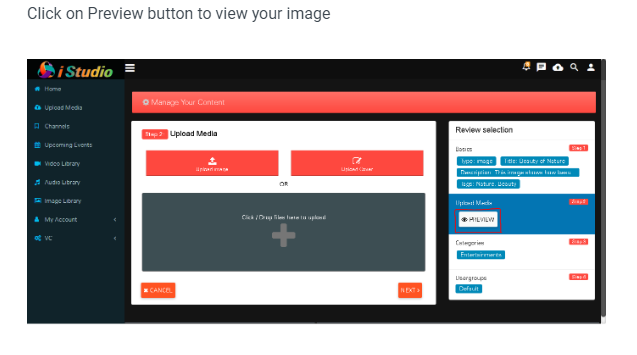 Click on Preview button to view your image
i Studio
Home
Upload Media
Channels
Upcoming Events
Video Library
Audio Library
Image Library
My Account
VC
Manage Your Content
Step 2 Upload Media
Upload Image
Upload Cover
OR
Click / Drop files here to upload
CANCEL
NEXT
Review selection
Basics
Step 1
Type: Image
Title: Beauty of Nature
Description: This image shows how beau
Tags: Nature, Beauty
Upload Media
Step 2
PREVIEW
Categories
Step 3
Entertainments
Usergroups
Step 4
Default